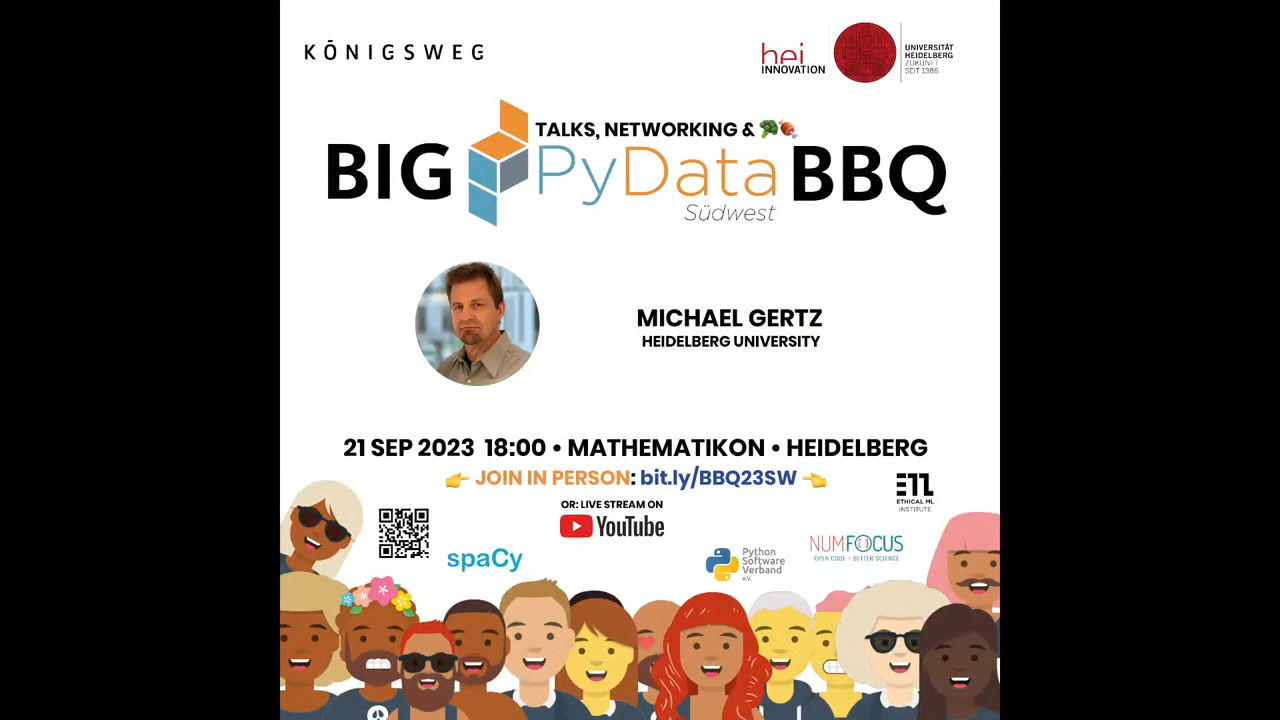 KŌNIGSWEG
hei
INNOVATION
UNIVERSITÄT
HEIDELBERG
ZUKUNFT
SEIT 1386
TALKS, NETWORKING & 🥦🍖
BIG PyData BBQ
Südwest
MICHAEL GERTZ
HEIDELBERG UNIVERSITY
21 SEP 2023 18:00 • MATHEMATIKON • HEIDELBERG
👉 JOIN IN PERSON: bit.ly/BBQ23SW 👈
OR: LIVE STREAM ON
YouTube
EML
ETHICAL ML
INSTITUTE
spaCy
Python
Software
Verband
e.V.
NUMFOCUS
OPEN CODE = BETTER SCIENCE